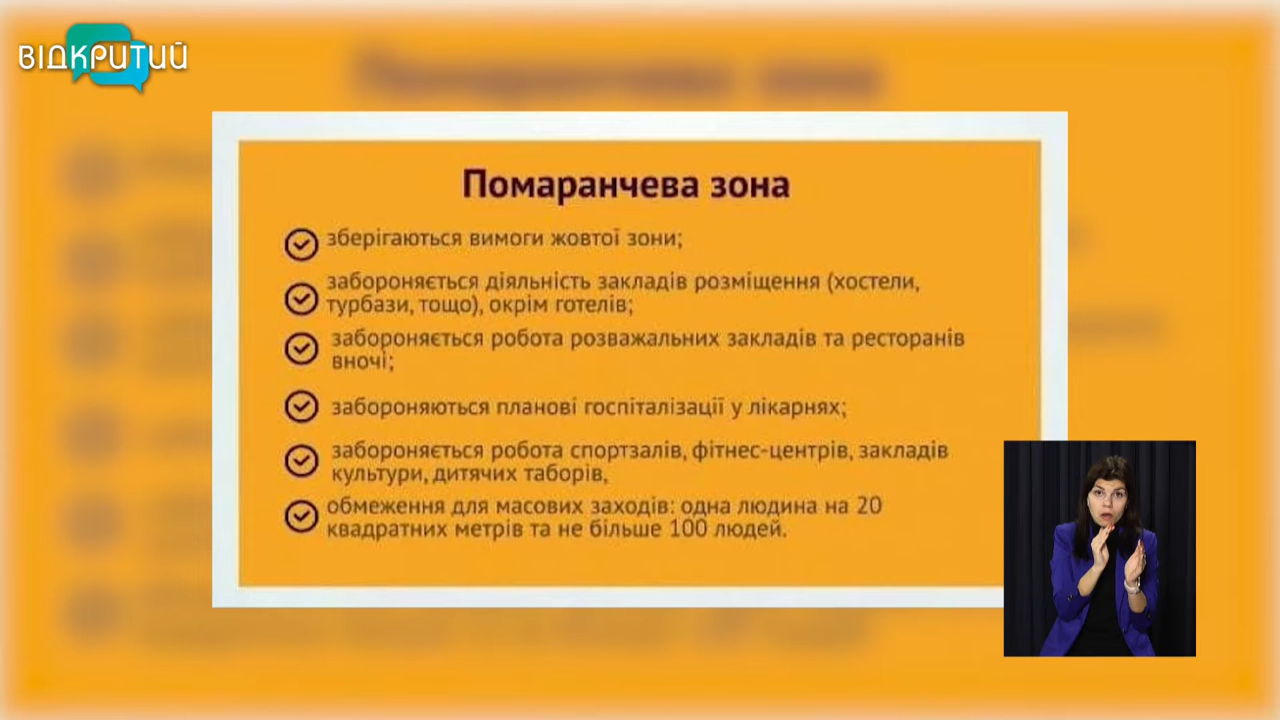 ВІДКРИТИЙ
Помаранчева зона
зберігаються вимоги жовтої зони;
забороняється діяльність закладів розміщення (хостели,
турбази, тощо), окрім готелів;
забороняється робота розважальних закладів та ресторанів
вночі;
забороняються планові госпіталізації у лікарнях;
забороняється робота спортзалів, фітнес-центрів, закладів
культури, дитячих таборів,
обмеження для масових заходів: одна людина на 20
квадратних метрів та не більше 100 людей.